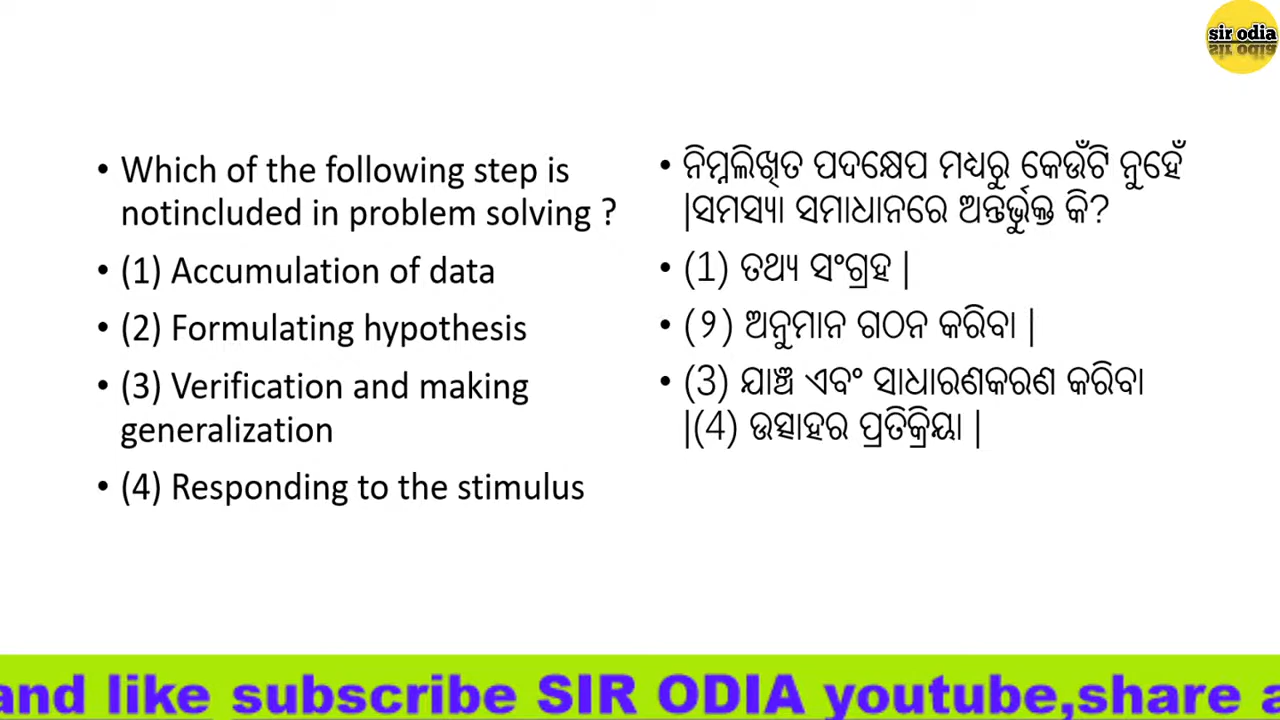 sir odia
• Which of the following step is
notincluded in problem solving ?
• (1) Accumulation of data
• (2) Formulating hypothesis
• (3) Verification and making
generalization
• (4) Responding to the stimulus
• ନିମ୍ନଲିଖିତ ପଦକ୍ଷେପ ମଧ୍ୟରୁ କେଉଁଟି ନୁହେଁ
|ସମସ୍ୟା ସମାଧାନରେ ଅନ୍ତର୍ଭୁକ୍ତ କି?
• (1) ତଥ୍ୟ ସଂଗ୍ରହ |
• (୨) ଅନୁମାନ ଗଠନ କରିବା |
• (3) ଯାଞ୍ଚ ଏବଂ ସାଧାରଣକରଣ କରିବା
|(4) ଉତ୍ସାହର ପ୍ରତିକ୍ରିୟା |
and like subscribe SIR ODIA youtube,share a